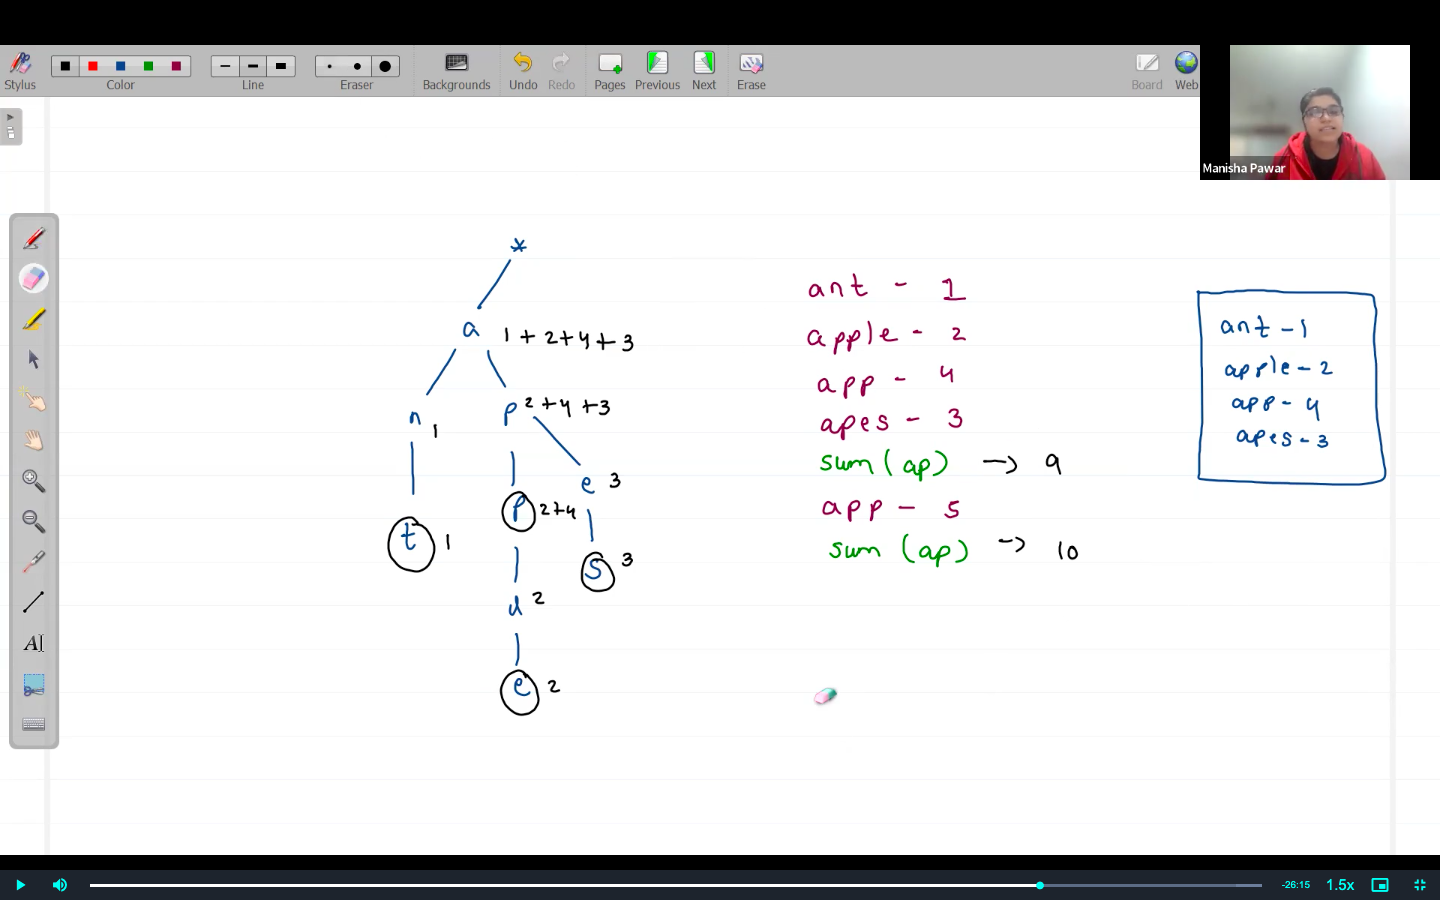 Stylus
Color
Line
Eraser
Backgrounds
Undo
Redo
Pages
Previous
Next
Erase
Board
Web
Manisha Pawar
*
a 1 + 2 + 4 + 3
n 1
p 2 + 4 + 3
t 1
p 2+4
e 3
s 3
l 2
e 2
ant - 1
apple - 2
app - 4
apes - 3
sum (ap) -> 9
app - 5
sum (ap) -> 10
ant - 1
apple - 2
app - 4
apes - 3
AI
-26:15
1.5x